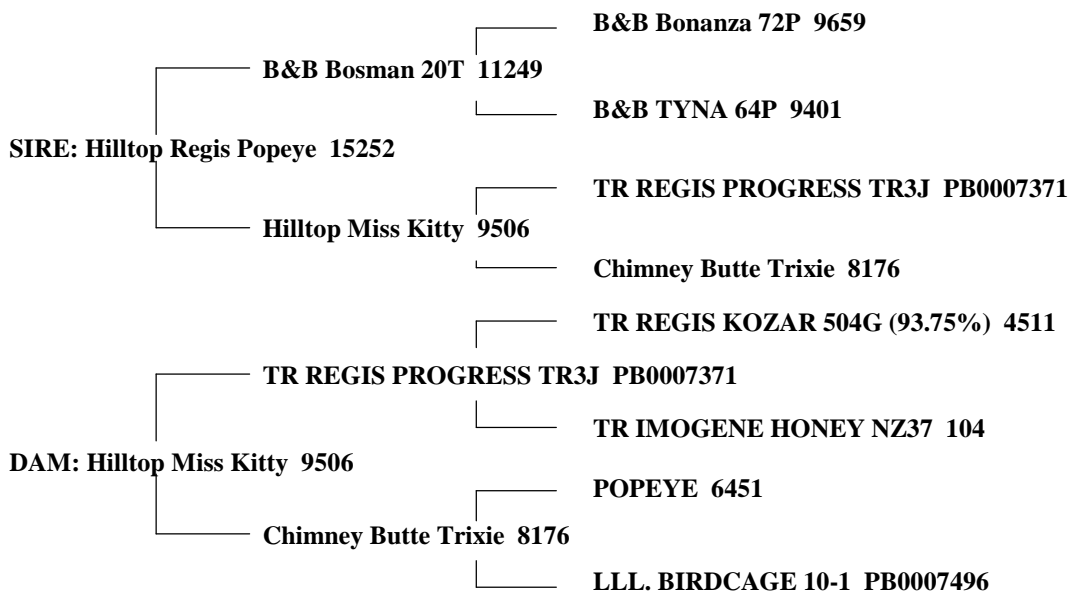 B&B Bonanza 72P 9659
B&B Bosman 20T 11249
B&B TYNA 64P 9401
SIRE: Hilltop Regis Popeye 15252
TR REGIS PROGRESS TR3J PB0007371
Hilltop Miss Kitty 9506
Chimney Butte Trixie 8176
TR REGIS KOZAR 504G (93.75%) 4511
TR REGIS PROGRESS TR3J PB0007371
TR IMOGENE HONEY NZ37 104
DAM: Hilltop Miss Kitty 9506
POPEYE 6451
Chimney Butte Trixie 8176
LLL. BIRDCAGE 10-1 PB0007496